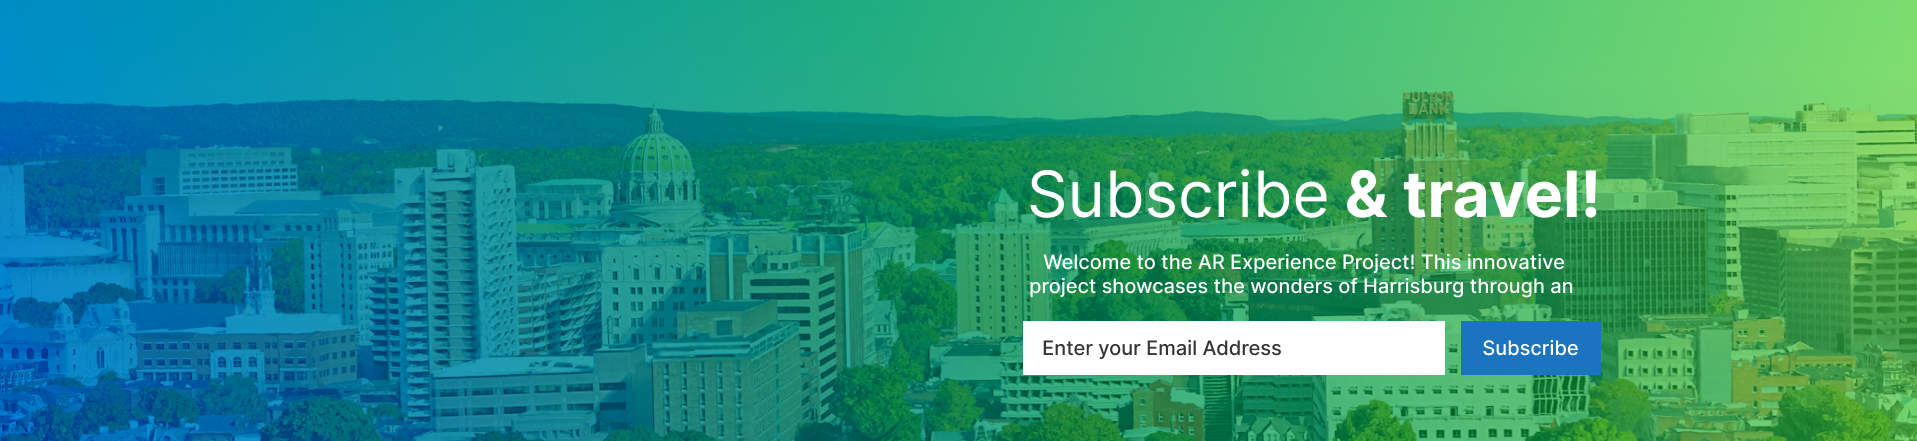 FULTON
BANK
Subscribe & travel!
Welcome to the AR Experience Project! This innovative
project showcases the wonders of Harrisburg through an
Enter your Email Address
Subscribe